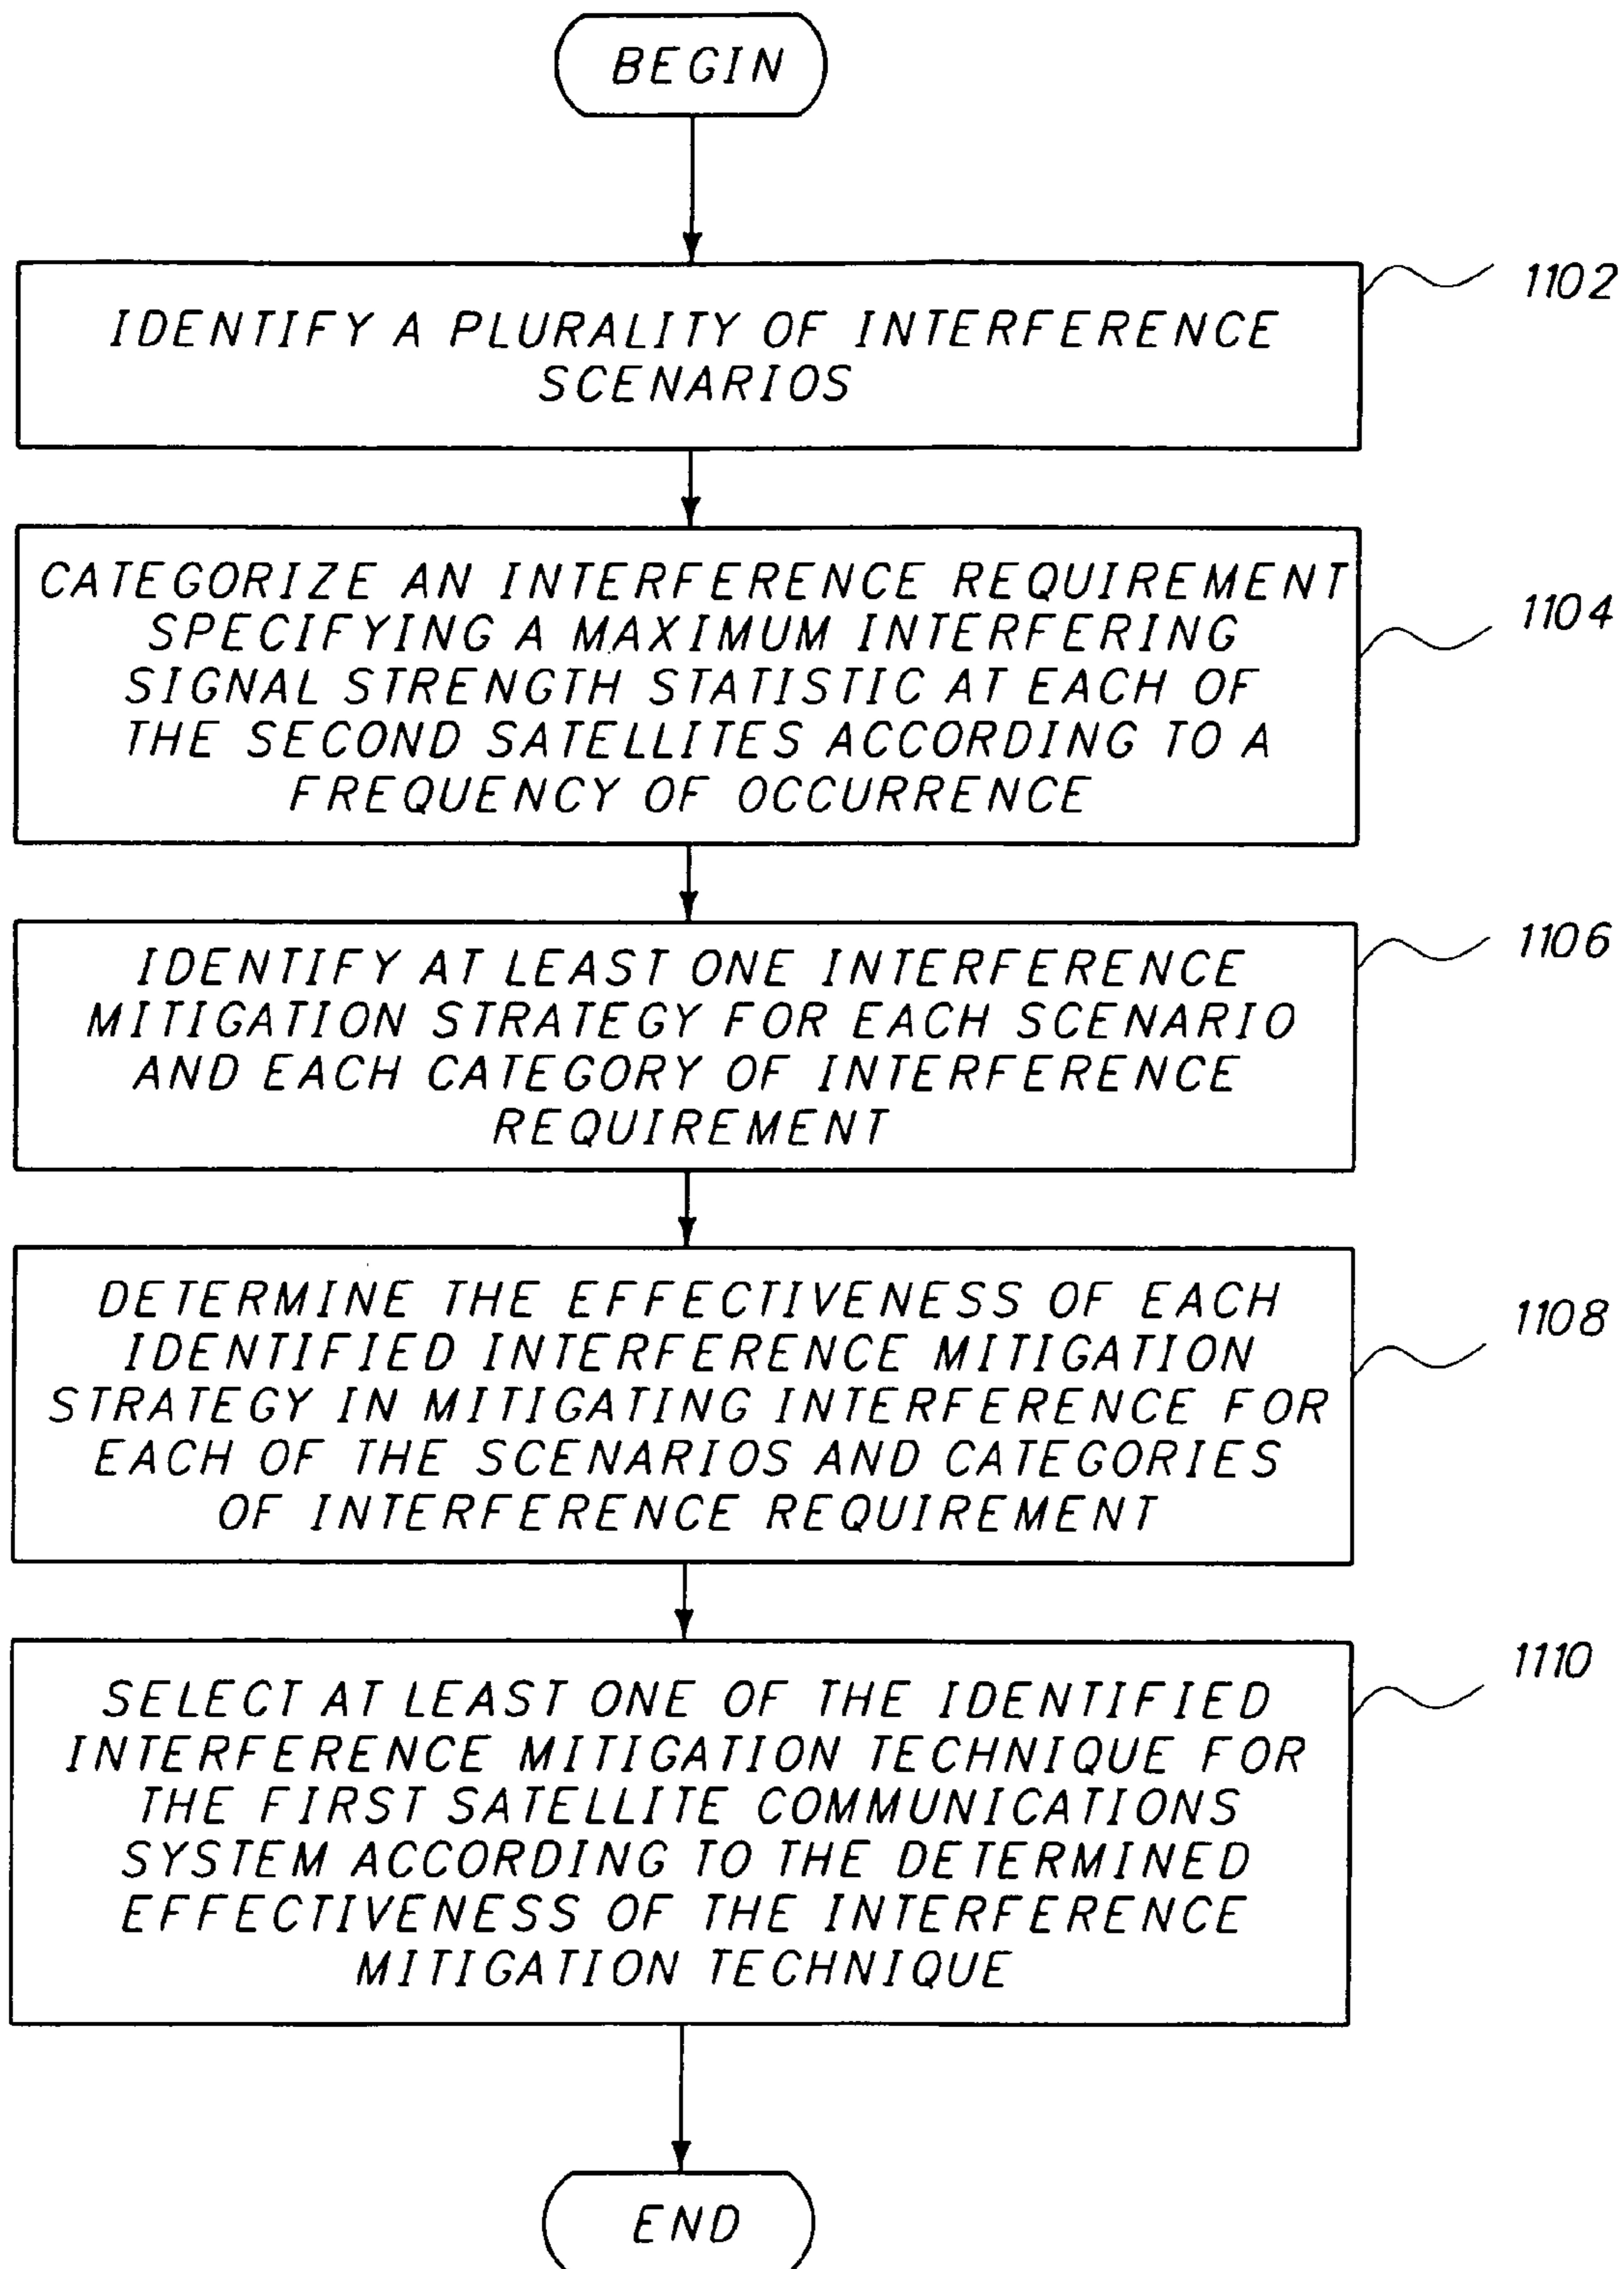 BEGIN
IDENTIFY A PLURALITY OF INTERFERENCE
SCENARIOS
1102
CATEGORIZE AN INTERFERENCE REQUIREMENT
SPECIFYING A MAXIMUM INTERFERING
SIGNAL STRENGTH STATISTIC AT EACH OF
THE SECOND SATELLITES ACCORDING TO A
FREQUENCY OF OCCURRENCE
1104
IDENTIFY AT LEAST ONE INTERFERENCE
MITIGATION STRATEGY FOR EACH SCENARIO
AND EACH CATEGORY OF INTERFERENCE
REQUIREMENT
1106
DETERMINE THE EFFECTIVENESS OF EACH
IDENTIFIED INTERFERENCE MITIGATION
STRATEGY IN MITIGATING INTERFERENCE FOR
EACH OF THE SCENARIOS AND CATEGORIES
OF INTERFERENCE REQUIREMENT
1108
SELECT AT LEAST ONE OF THE IDENTIFIED
INTERFERENCE MITIGATION TECHNIQUE FOR
THE FIRST SATELLITE COMMUNICATIONS
SYSTEM ACCORDING TO THE DETERMINED
EFFECTIVENESS OF THE INTERFERENCE
MITIGATION TECHNIQUE
1110
END